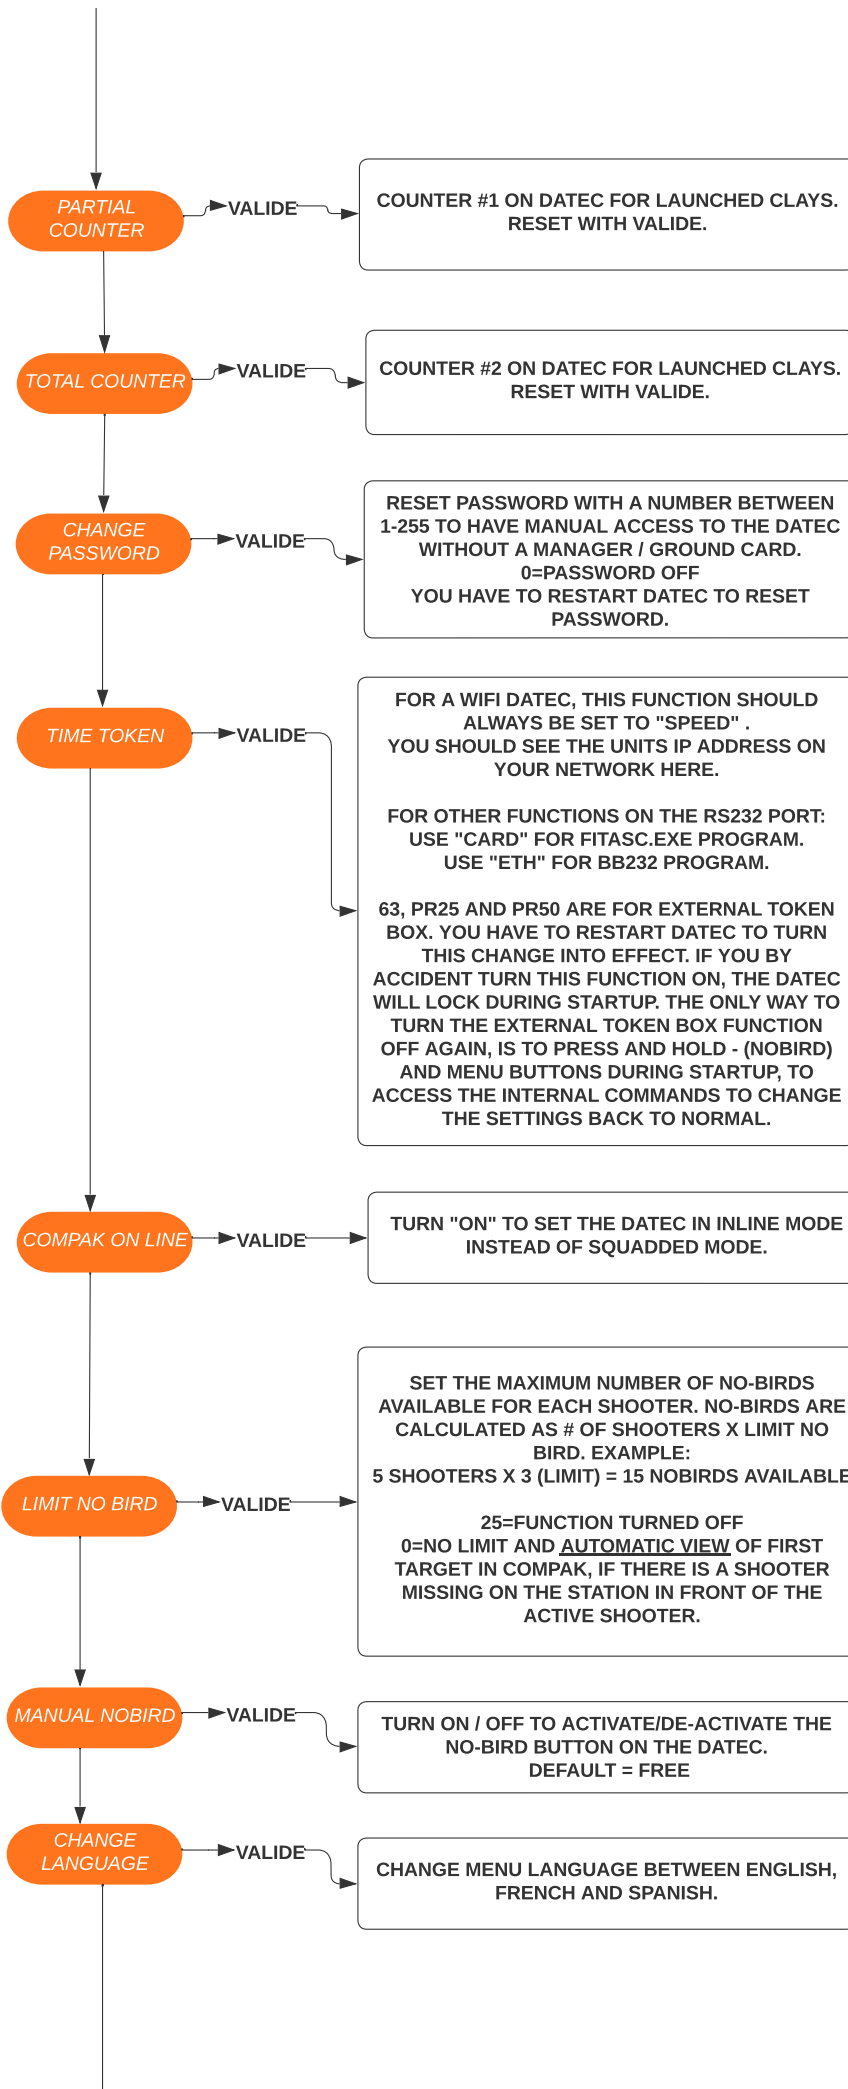 PARTIAL
COUNTER
VALIDE
COUNTER #1 ON DATEC FOR LAUNCHED CLAYS.
RESET WITH VALIDE.
TOTAL COUNTER
VALIDE
COUNTER #2 ON DATEC FOR LAUNCHED CLAYS.
RESET WITH VALIDE.
CHANGE
PASSWORD
VALIDE
RESET PASSWORD WITH A NUMBER BETWEEN
1-255 TO HAVE MANUAL ACCESS TO THE DATEC
WITHOUT A MANAGER / GROUND CARD.
0=PASSWORD OFF
YOU HAVE TO RESTART DATEC TO RESET
PASSWORD.
TIME TOKEN
VALIDE
FOR A WIFI DATEC, THIS FUNCTION SHOULD
ALWAYS BE SET TO "SPEED" .
YOU SHOULD SEE THE UNITS IP ADDRESS ON
YOUR NETWORK HERE.
FOR OTHER FUNCTIONS ON THE RS232 PORT:
USE "CARD" FOR FITASC.EXE PROGRAM.
USE "ETH" FOR BB232 PROGRAM.
63, PR25 AND PR50 ARE FOR EXTERNAL TOKEN
BOX. YOU HAVE TO RESTART DATEC TO TURN
THIS CHANGE INTO EFFECT. IF YOU BY
ACCIDENT TURN THIS FUNCTION ON, THE DATEC
WILL LOCK DURING STARTUP. THE ONLY WAY TO
TURN THE EXTERNAL TOKEN BOX FUNCTION
OFF AGAIN, IS TO PRESS AND HOLD - (NOBIRD)
AND MENU BUTTONS DURING STARTUP, TO
ACCESS THE INTERNAL COMMANDS TO CHANGE
THE SETTINGS BACK TO NORMAL.
COMPAK ON LINE
VALIDE
TURN "ON" TO SET THE DATEC IN INLINE MODE
INSTEAD OF SQUADDED MODE.
LIMIT NO BIRD
VALIDE
SET THE MAXIMUM NUMBER OF NO-BIRDS
AVAILABLE FOR EACH SHOOTER. NO-BIRDS ARE
CALCULATED AS # OF SHOOTERS X LIMIT NO
BIRD. EXAMPLE:
5 SHOOTERS X 3 (LIMIT) = 15 NOBIRDS AVAILABLE
25=FUNCTION TURNED OFF
0=NO LIMIT AND AUTOMATIC VIEW OF FIRST
TARGET IN COMPAK, IF THERE IS A SHOOTER
MISSING ON THE STATION IN FRONT OF THE
ACTIVE SHOOTER.
MANUAL NOBIRD
VALIDE
TURN ON / OFF TO ACTIVATE/DE-ACTIVATE THE
NO-BIRD BUTTON ON THE DATEC.
DEFAULT = FREE
CHANGE
LANGUAGE
VALIDE
CHANGE MENU LANGUAGE BETWEEN ENGLISH,
FRENCH AND SPANISH.